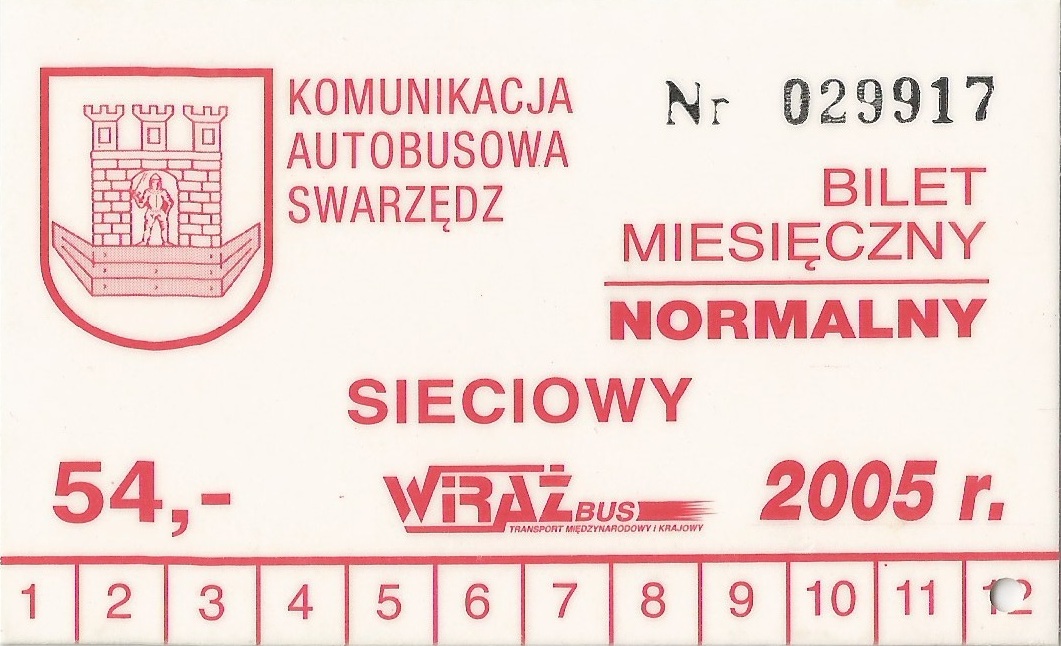 KOMUNIKACJA
AUTOBUSOWA
SWARZĘDZ
Nr 029917
BILET
MIESIĘCZNY
NORMALNY
SIECIOWY
54,-
WIRAŻ BUS
TRANSPORT MIĘDZYNARODOWY I KRAJOWY
2005 r.
1 2 3 4 5 6 7 8 9 10 11 12